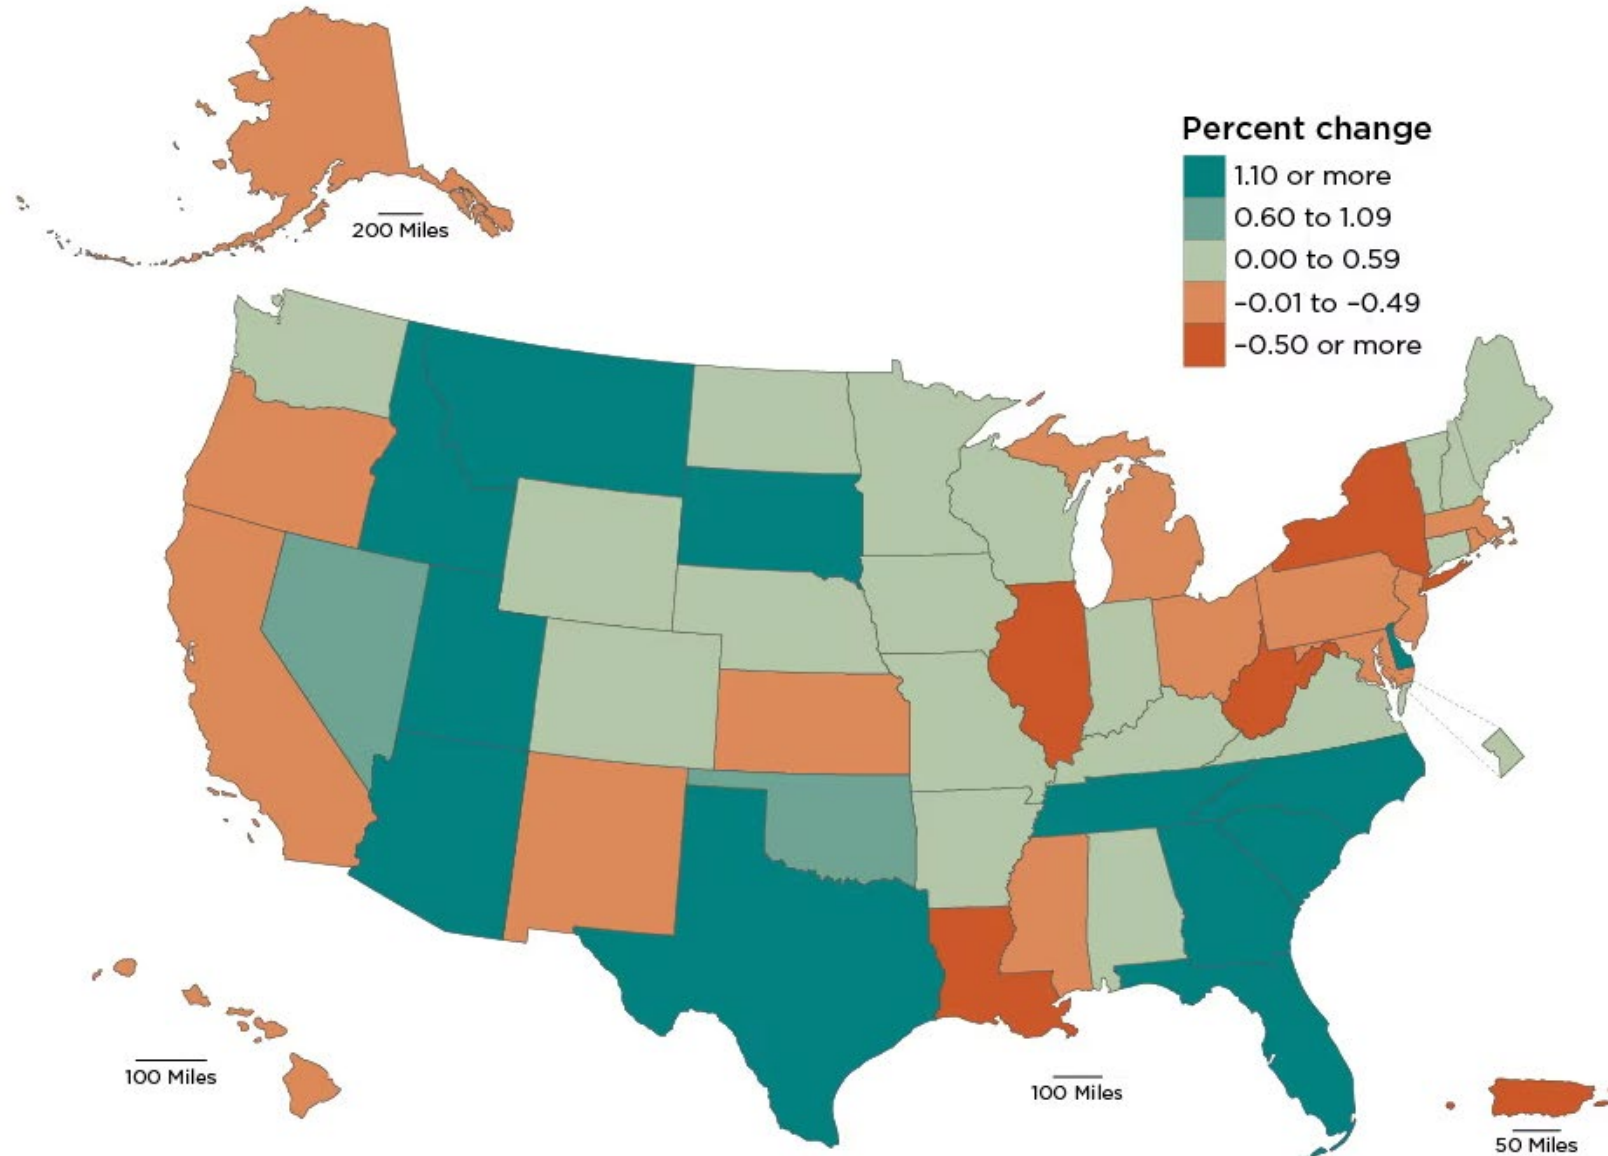 Percent change
1.10 or more
0.60 to 1.09
0.00 to 0.59
–0.01 to –0.49
–0.50 or more
200 Miles
100 Miles
100 Miles
50 Miles